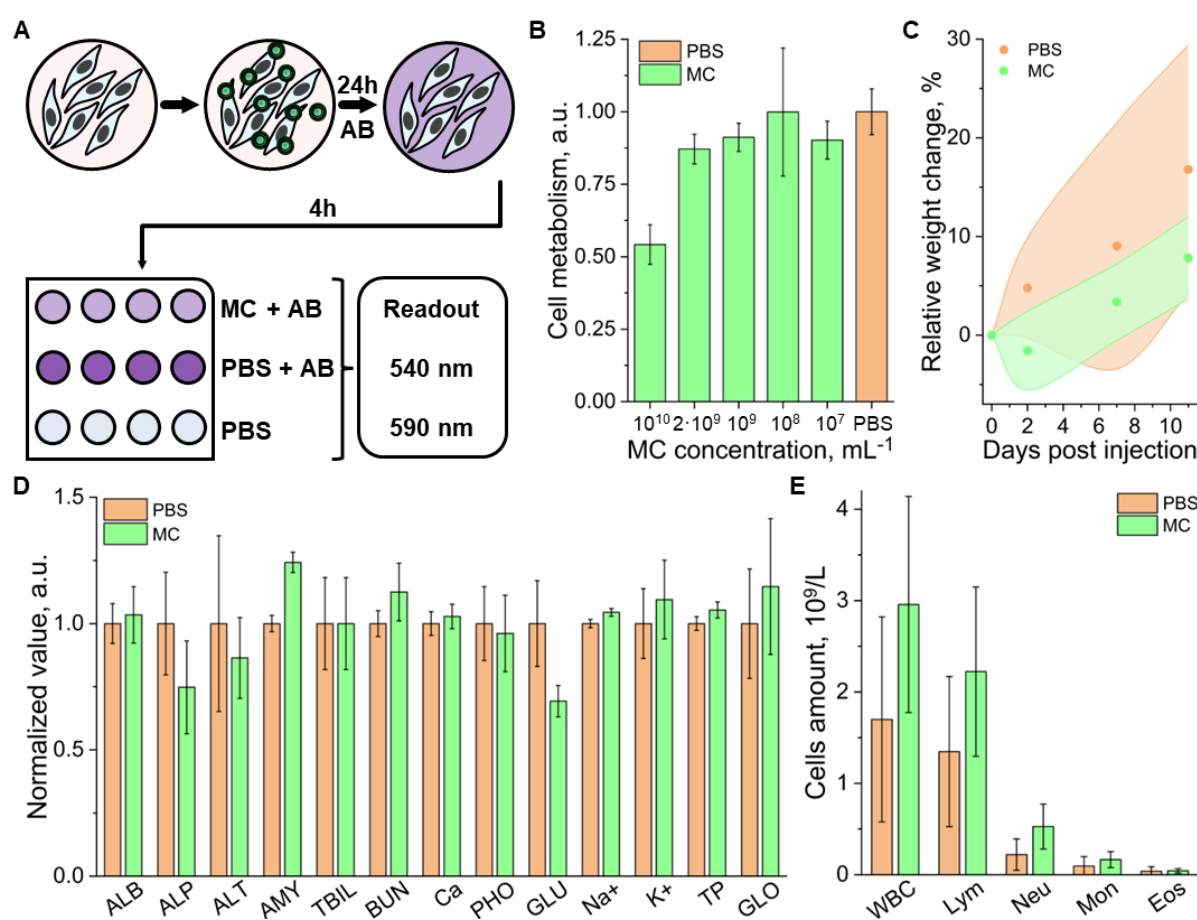 A
24h
AB
4h
MC + AB
PBS + AB
PBS
Readout
540 nm
590 nm
B
PBS
MC
Cell metabolism, a.u.
1.25
1.00
0.75
0.50
0.25
0.00
10¹⁰ 2·10⁹ 10⁹ 10⁸ 10⁷ PBS
MC concentration, mL⁻¹
C
PBS
MC
Relative weight change, %
30
20
10
0
0 2 4 6 8 10
Days post injection
D
PBS
MC
Normalized value, a.u.
1.5
1.0
0.5
0.0
ALB ALP ALT AMY TBIL BUN Ca PHO GLU Na+ K+ TP GLO
E
PBS
MC
Cells amount, 10⁹/L
4
3
2
1
0
WBC Lym Neu Mon Eos